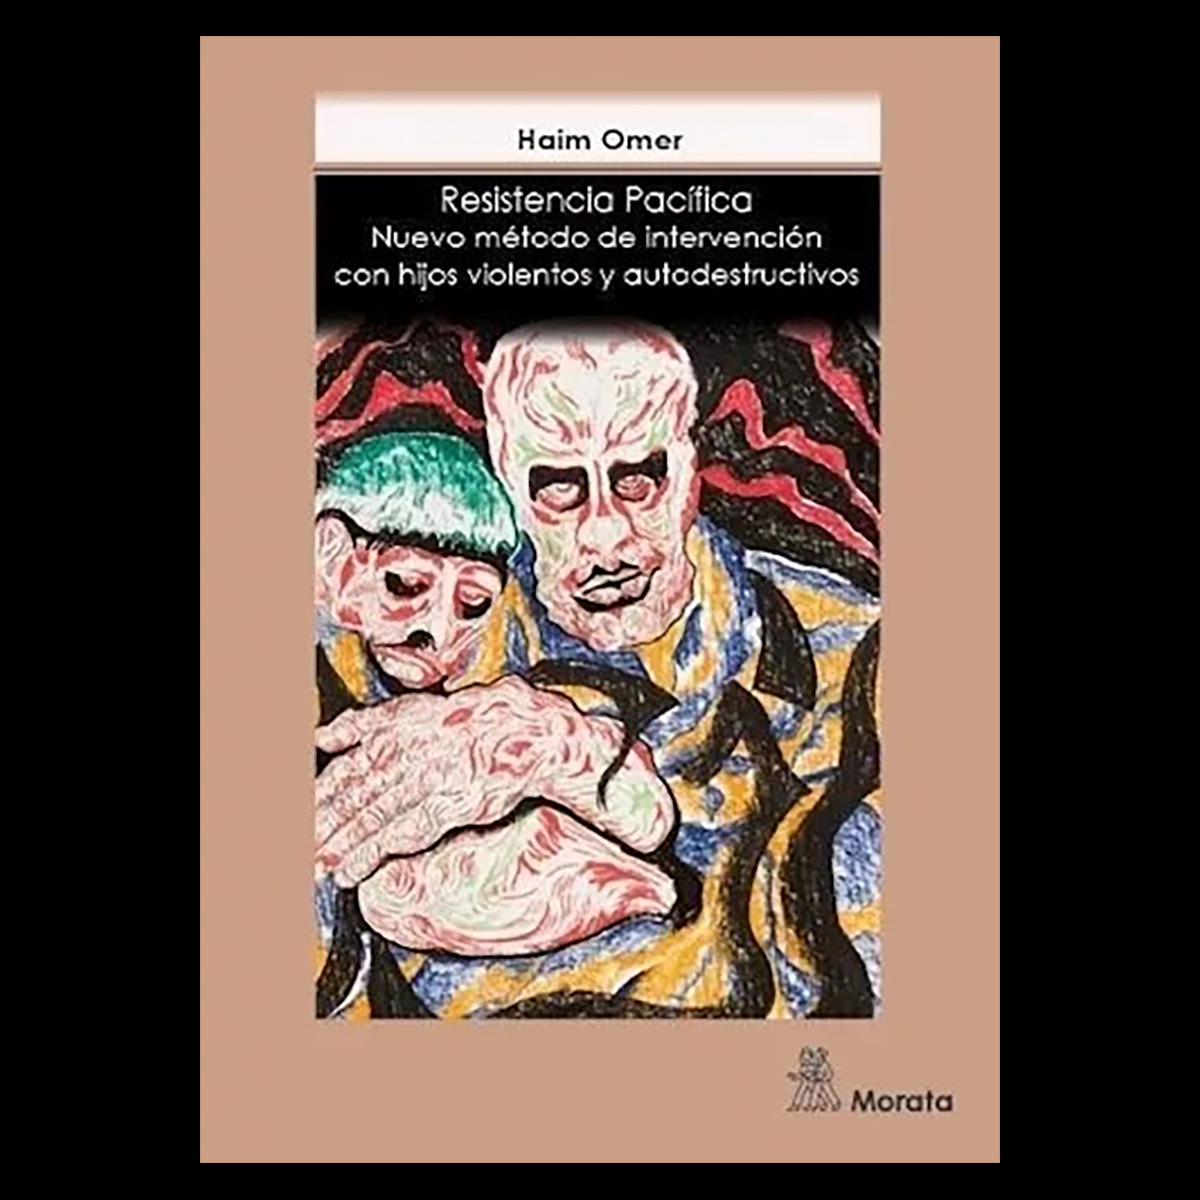 Haim Omer
Resistencia Pacífica
Nuevo método de intervención
con hijos violentos y autodestructivos
Morata